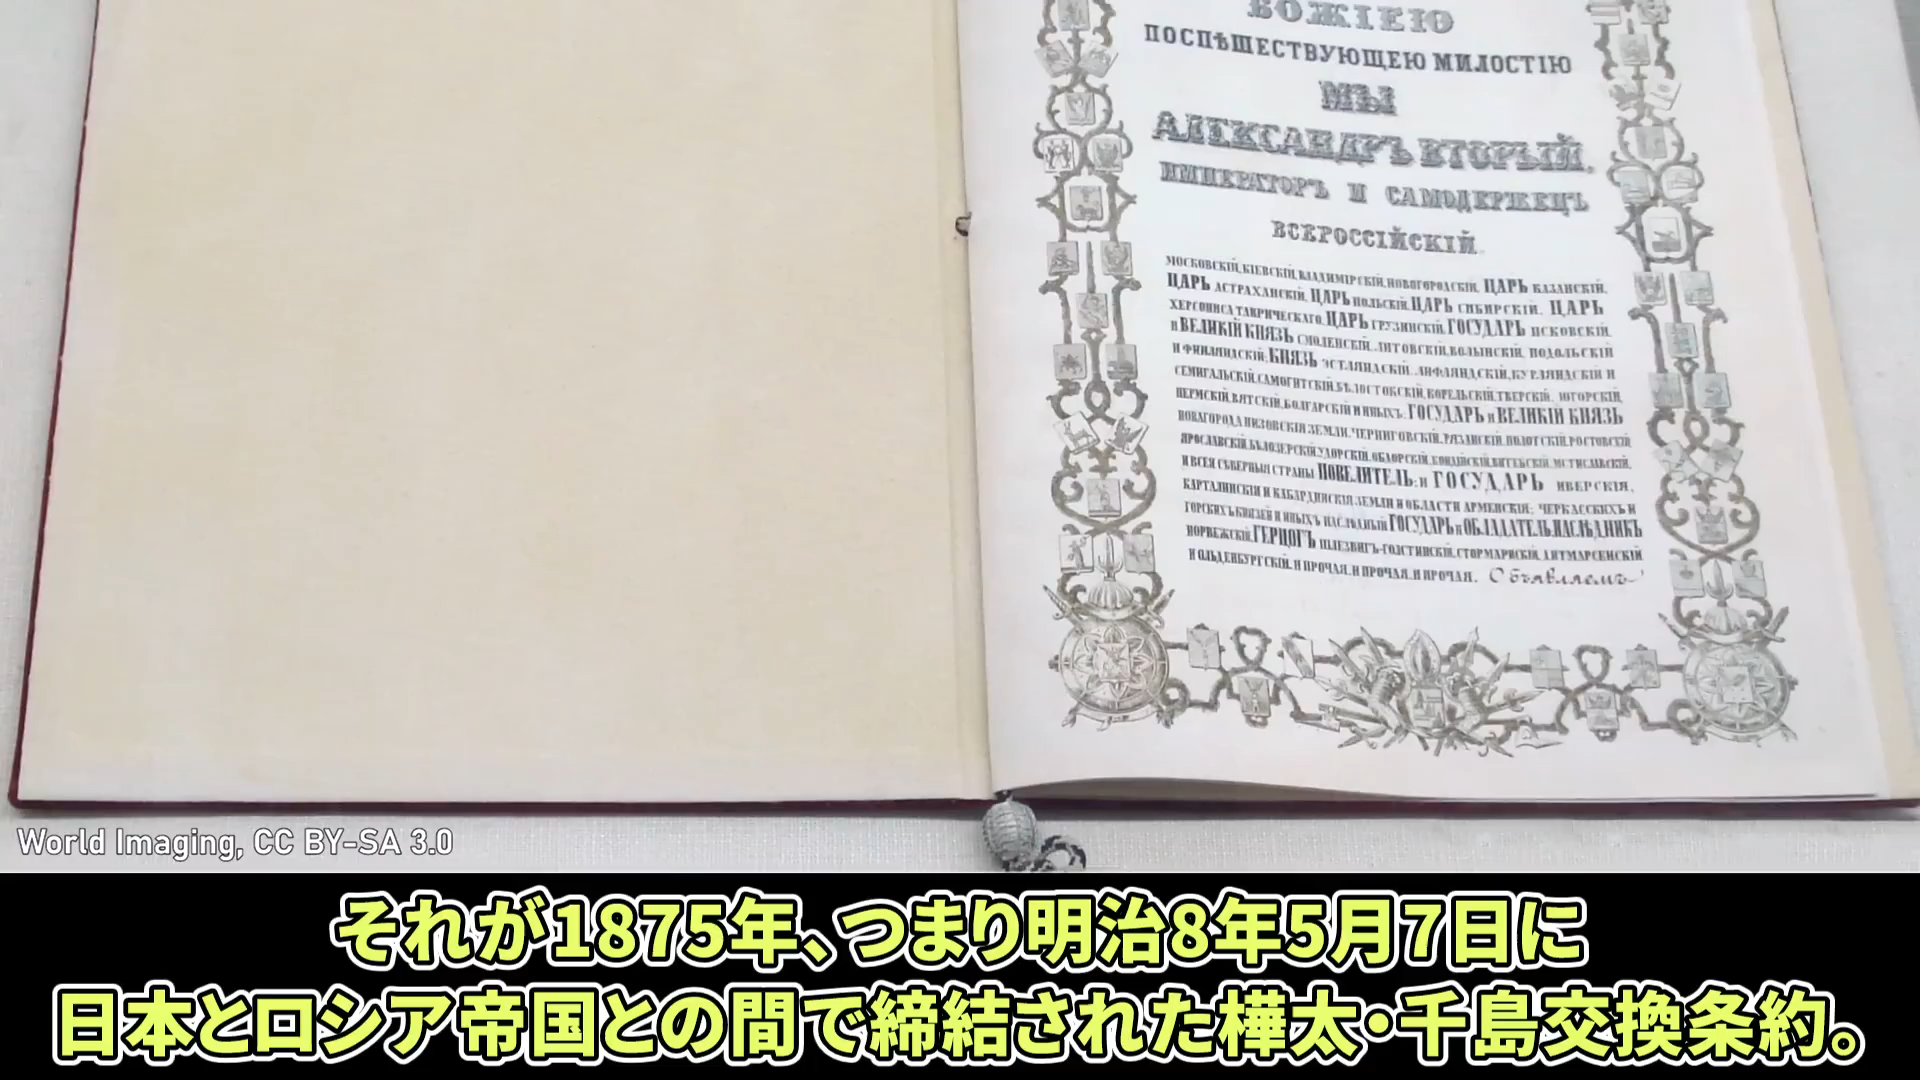 БОЖІЕЮ
ПОСПѢШЕСТВУЮЩЕЮ МИЛОСТІЮ
МЫ
АЛЕКСАНДРЪ ВТОРЫЙ,
ИМПЕРАТОРЪ И САМОДЕРЖЕЦЪ
ВСЕРОССІЙСКІЙ
МОСКОВСКІЙ, КІЕВСКІЙ, ВЛАДИМІРСКІЙ, НОВОГОРОДСКІЙ, ЦАРЬ КАЗАНСКІЙ,
ЦАРЬ АСТРАХАНСКІЙ, ЦАРЬ ПОЛЬСКІЙ, ЦАРЬ СИБИРСКІЙ, ЦАРЬ
ХЕРСОНИСА ТАВРИЧЕСКАГО, ЦАРЬ ГРУЗИНСКІЙ, ГОСУДАРЬ ПСКОВСКІЙ,
И ВЕЛИКІЙ КНЯЗЬ СМОЛЕНСКІЙ, ЛИТОВСКІЙ, ВОЛЫНСКІЙ, ПОДОЛЬСКІЙ
И ФИНЛЯНДСКІЙ; КНЯЗЬ ЭСТЛЯНДСКІЙ, ЛИФЛЯНДСКІЙ, КУРЛЯНДСКІЙ И
СЕМИГАЛЬСКІЙ, САМОГИТСКІЙ, БѢЛОСТОКСКІЙ, КОРЕЛЬСКІЙ, ТВЕРСКІЙ, ЮГОРСКІЙ,
ПЕРМСКІЙ, ВЯТСКІЙ, БОЛГАРСКІЙ И ИНЫХЪ; ГОСУДАРЬ И ВЕЛИКІЙ КНЯЗЬ
НОВАГОРОДА НИЗОВСКІЯ ЗЕМЛИ, ЧЕРНИГОВСКІЙ, РЯЗАНСКІЙ, ПОЛОТСКІЙ, РОСТОВСКІЙ,
ЯРОСЛАВСКІЙ, БѢЛОЗЕРСКІЙ, УДОРСКІЙ, ОБДОРСКІЙ, КОНДІЙСКІЙ, ВИТЕБСКІЙ, МСТИСЛАВСКІЙ,
И ВСЕЯ СѢВЕРНЫЯ СТРАНЫ ПОВЕЛИТЕЛЬ; И ГОСУДАРЬ ИВЕРСКІЯ,
КАРТАЛИНСКІЯ И КАБАРДИНСКІЯ ЗЕМЛИ И ОБЛАСТИ АРМЕНСКІЯ; ЧЕРКАССКИХЪ И
ГОРСКИХЪ КНЯЗЕЙ И ИНЫХЪ НАСЛѢДНЫЙ ГОСУДАРЬ И ОБЛАДАТЕЛЬ, НАСЛѢДНИКЪ
НОРВЕЖСКІЙ, ГЕРЦОГЪ ШЛЕЗВИГЪ-ГОЛСТИНСКІЙ, СТОРМАРНСКІЙ, ДИТМАРСЕНСКІЙ
И ОЛЬДЕНБУРГСКІЙ, И ПРОЧАЯ, И ПРОЧАЯ, И ПРОЧАЯ. Объявляемъ
World Imaging, CC BY-SA 3.0
それが1875年、つまり明治8年5月7日に
日本とロシア帝国との間で締結された樺太・千島交換条約。